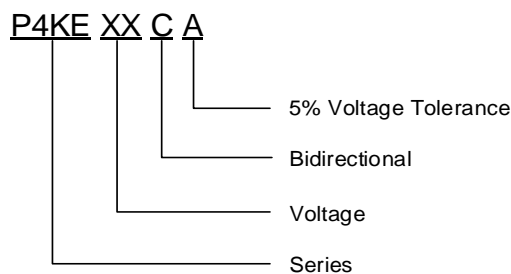 P4KE XX C A
5% Voltage Tolerance
Bidirectional
Voltage
Series